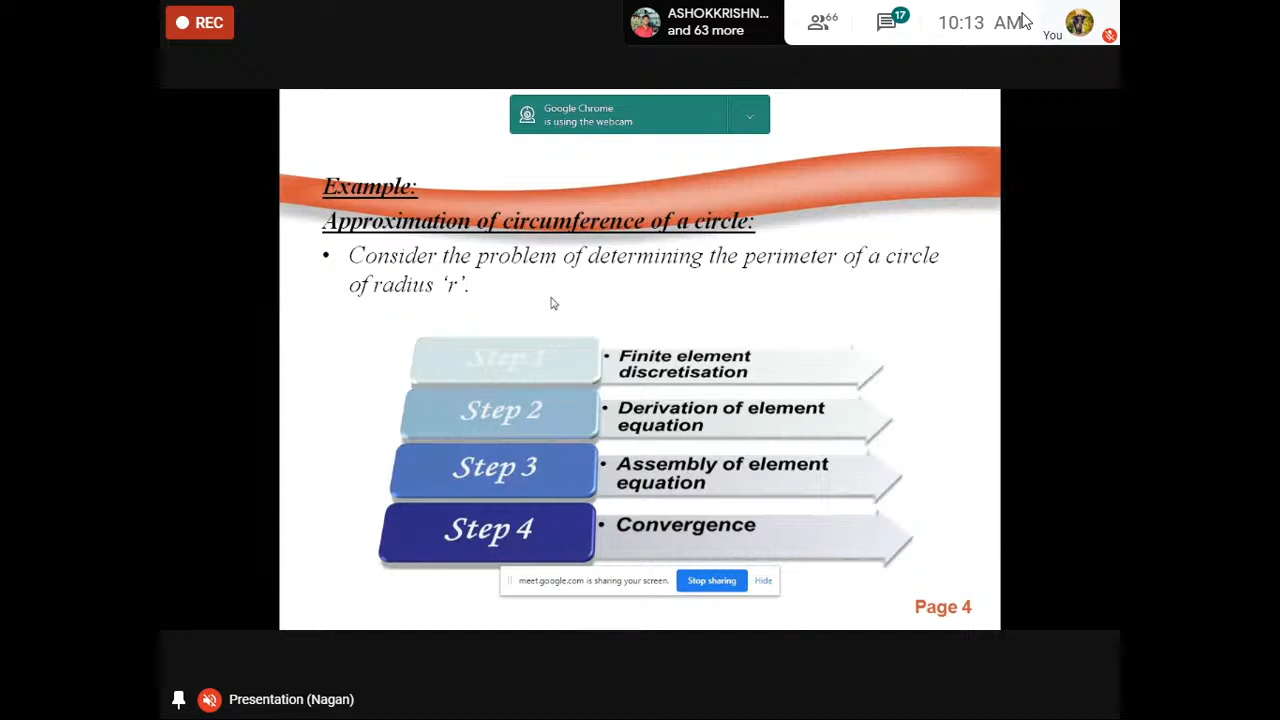 REC
ASHOKKRISHN...
and 63 more
66
17
10:13 AM
You
Google Chrome
is using the webcam
Example:
Approximation of circumference of a circle:
• Consider the problem of determining the perimeter of a circle
of radius ‘r’.
Step 1
• Finite element
discretisation
Step 2
• Derivation of element
equation
Step 3
• Assembly of element
equation
Step 4
• Convergence
meet.google.com is sharing your screen.
Stop sharing
Hide
Page 4
Presentation (Nagan)